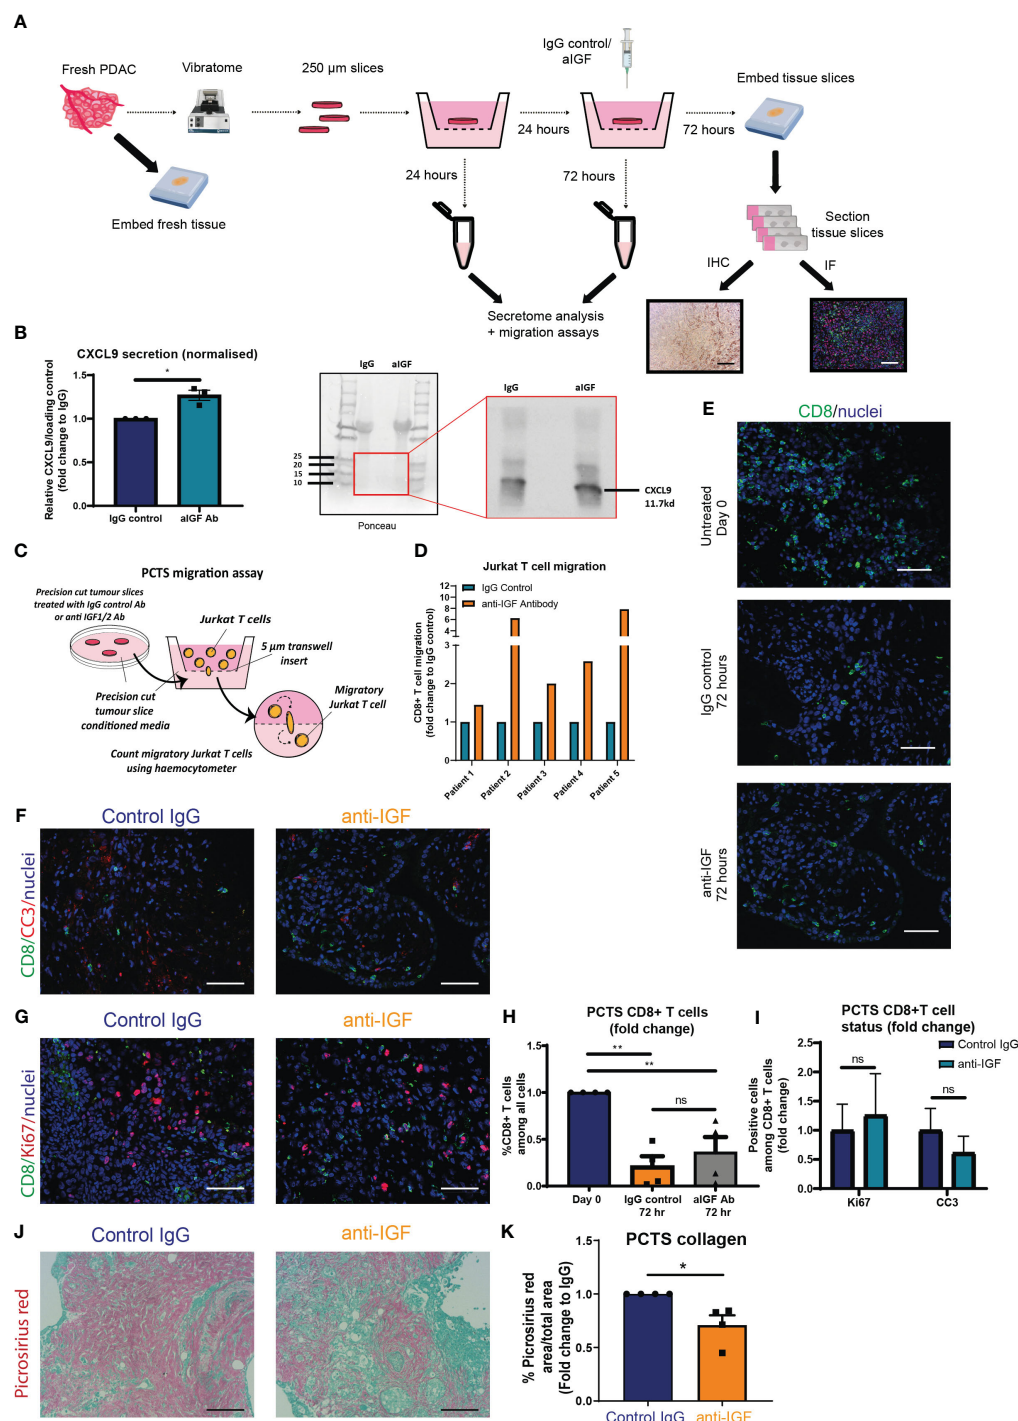 A
Fresh PDAC
Vibratome
250 µm slices
IgG control/
aIGF
Embed tissue slices
24 hours
72 hours
Embed fresh tissue
24 hours
72 hours
Section
tissue slices
IHC
IF
Secretome analysis
+ migration assays
B
CXCL9 secretion (normalised)
Relative CXCL9/loading control
(fold change to IgG)
1.5
1.0
0.5
0.0
*
IgG control
aIGF Ab
IgG
aIGF
25
20
15
10
Ponceau
IgG
aIGF
CXCL9
11.7kd
C
PCTS migration assay
Precision cut tumour slices
treated with IgG control Ab
or anti IGF1/2 Ab
Jurkat T cells
5 µm transwell
insert
Precision cut
tumour slice
conditioned media
Migratory
Jurkat T cell
Count migratory Jurkat T cells
using haemocytometer
D
Jurkat T cell migration
IgG Control
anti-IGF Antibody
CD8+ T cell migration
(fold change to IgG control)
12
10
8
6
4
3
2
1
0
Patient 1
Patient 2
Patient 3
Patient 4
Patient 5
E
CD8/nuclei
Untreated
Day 0
IgG control
72 hours
anti-IGF
72 hours
F
Control IgG
anti-IGF
CD8/CC3/nuclei
G
Control IgG
anti-IGF
CD8/Ki67/nuclei
H
PCTS CD8+ T cells
(fold change)
%CD8+ T cells
among all cells
1.5
1.0
0.5
0.0
**
**
ns
Day 0
IgG control
72 hr
aIGF Ab
72 hr
I
PCTS CD8+T cell
status (fold change)
Control IgG
anti-IGF
Positive cells
among CD8+ T cells
(fold change)
2.5
2.0
1.5
1.0
0.5
0.0
ns
ns
Ki67
CC3
J
Control IgG
anti-IGF
Picrosirius red
K
PCTS collagen
% Picrosirius red
area/total area
(Fold change to IgG)
1.5
1.0
0.5
0.0
*
Control IgG
anti-IGF